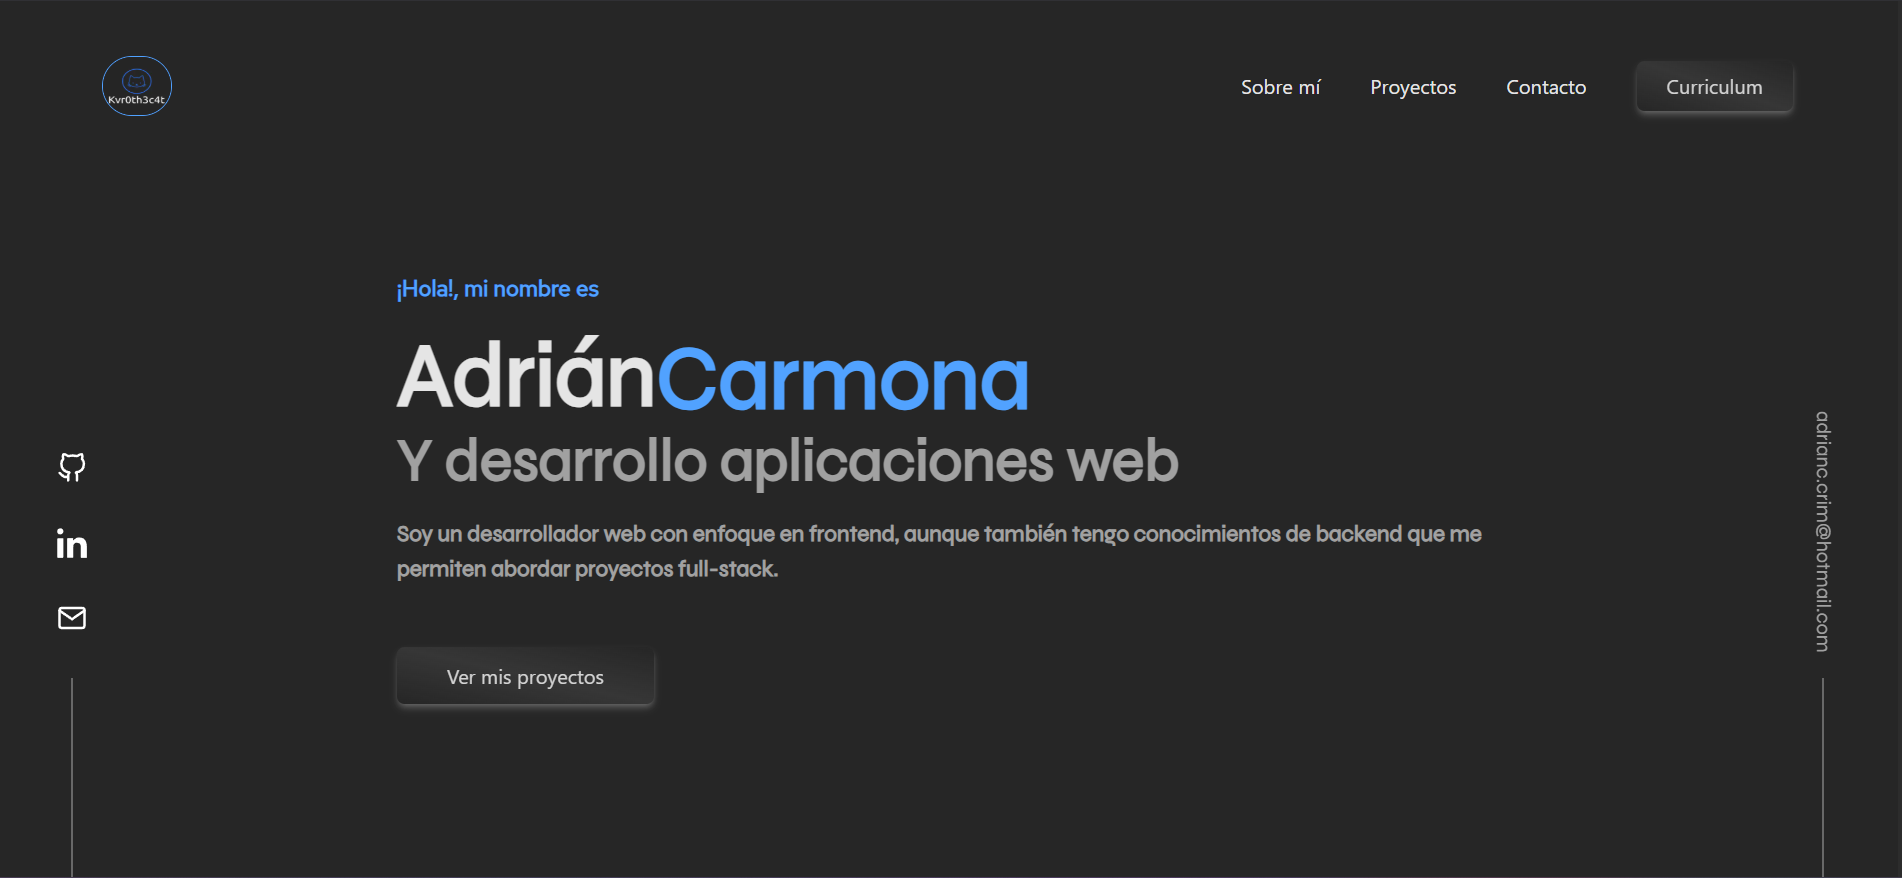 Kvr0th3c4t
Sobre mí
Proyectos
Contacto
Curriculum
¡Hola!, mi nombre es
AdriánCarmona
Y desarrollo aplicaciones web
Soy un desarrollador web con enfoque en frontend, aunque también tengo conocimientos de backend que me
permiten abordar proyectos full-stack.
Ver mis proyectos
in
adrianc.crim@hotmail.com